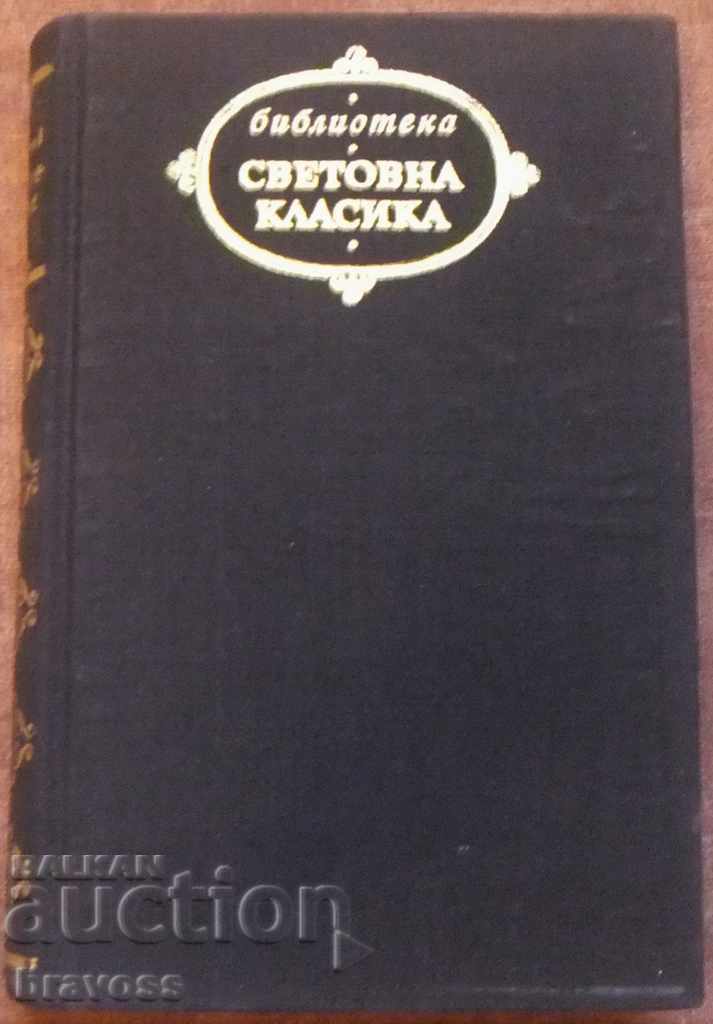 библиотека
СВЕТОВНА
КЛАСИКА
BALKAN
auction
bravoss